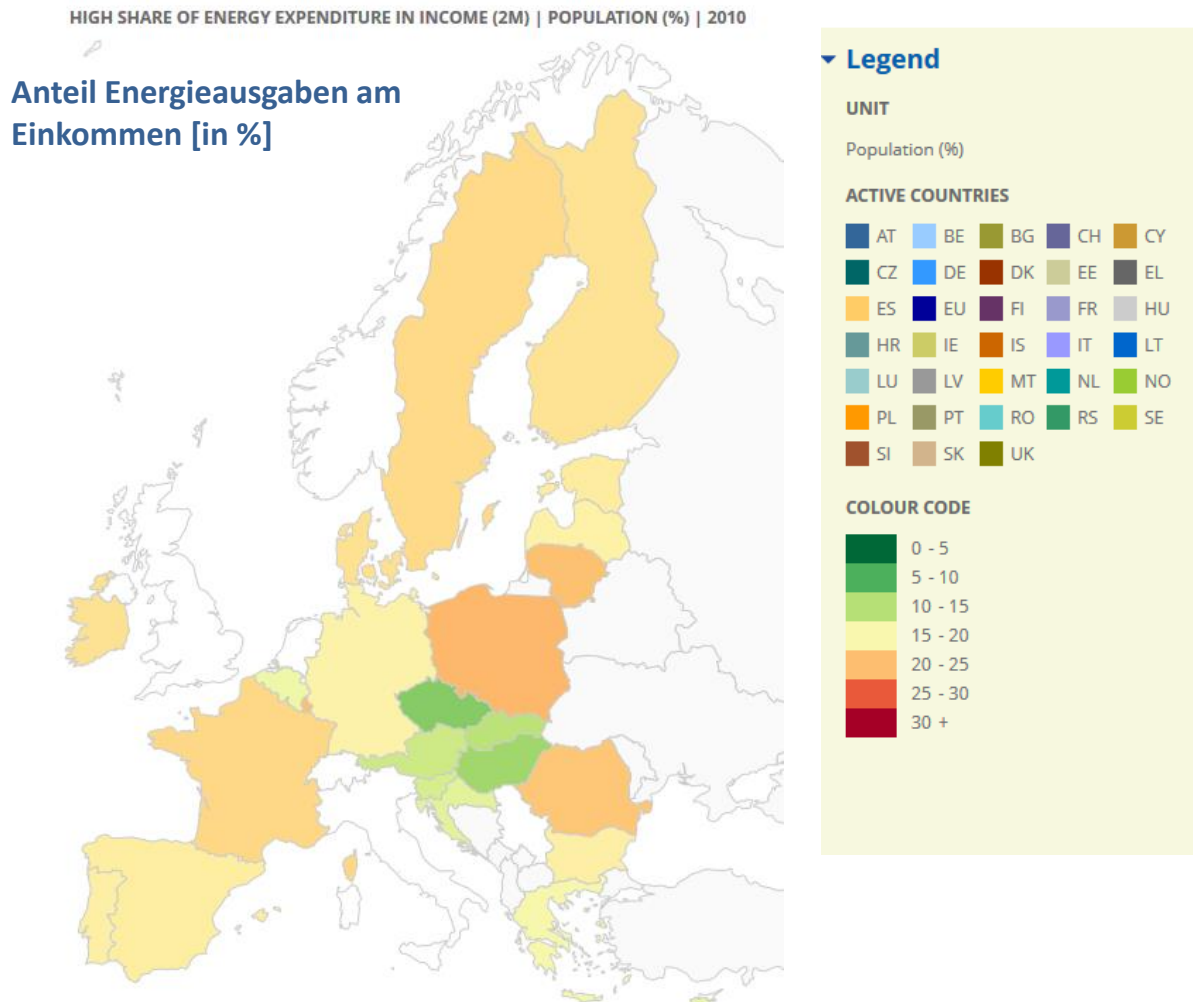 HIGH SHARE OF ENERGY EXPENDITURE IN INCOME (2M) | POPULATION (%) | 2010
Anteil Energieausgaben am
Einkommen [in %]
Legend
UNIT
Population (%)
ACTIVE COUNTRIES
AT BE BG CH CY
CZ DE DK EE EL
ES EU FI FR HU
HR IE IS IT LT
LU LV MT NL NO
PL PT RO RS SE
SI SK UK
COLOUR CODE
0 - 5
5 - 10
10 - 15
15 - 20
20 - 25
25 - 30
30 +